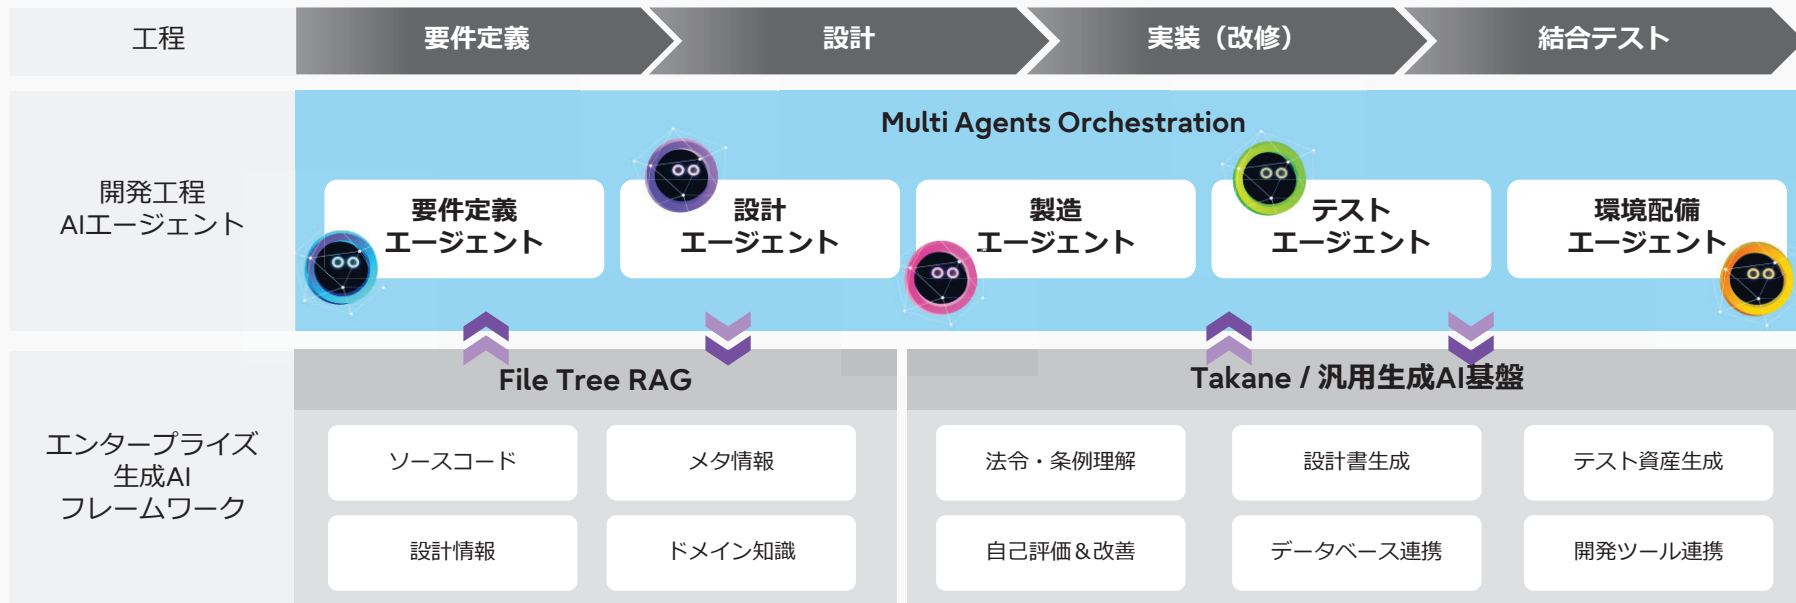 工程
要件定義
設計
実装（改修）
結合テスト
開発工程
AIエージェント
Multi Agents Orchestration
要件定義
エージェント
設計
エージェント
製造
エージェント
テスト
エージェント
環境配備
エージェント
エンタープライズ
生成AI
フレームワーク
File Tree RAG
ソースコード
メタ情報
設計情報
ドメイン知識
Takane / 汎用生成AI基盤
法令・条例理解
設計書生成
テスト資産生成
自己評価＆改善
データベース連携
開発ツール連携